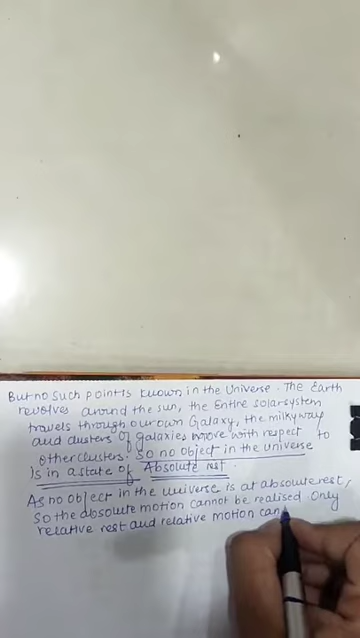 But no such point is known in the Universe. The Earth
revolves around the sun, the Entire solar system
travels through our own Galaxy, the milky way
and clusters of galaxies move with respect to
other clusters. So no object in the universe
is in a state of Absolute rest.
As no object in the universe is at absolute rest,
so the absolute motion cannot be realised. Only
relative rest and relative motion can